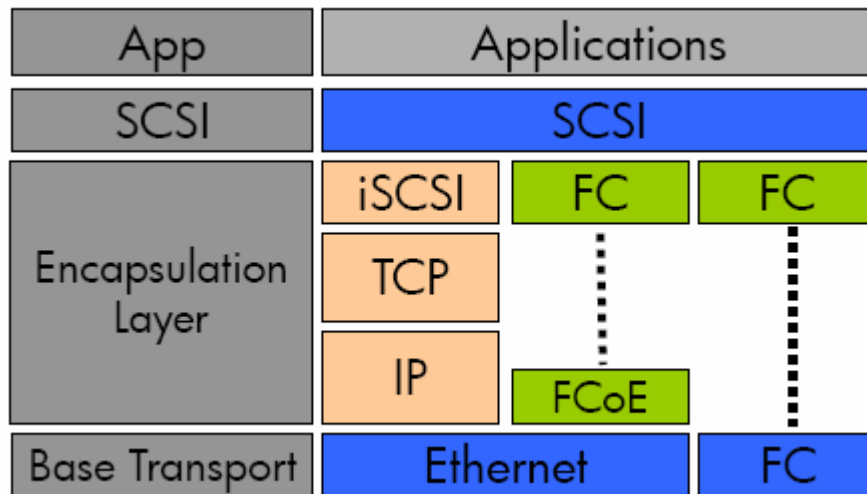 App
Applications
SCSI
SCSI
Encapsulation
Layer
iSCSI
FC
FC
TCP
IP
FCoE
Base Transport
Ethernet
FC